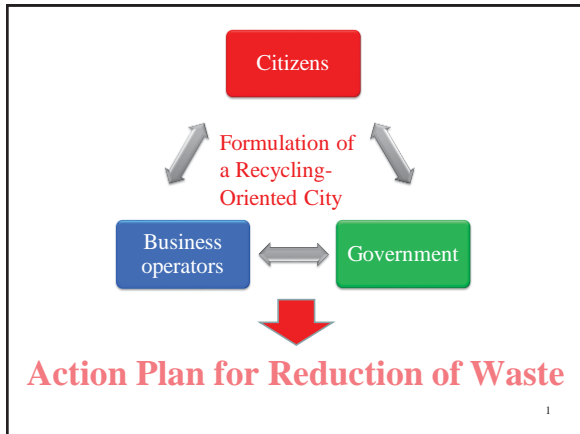 Citizens
Formulation of
a Recycling-
Oriented City
Business
operators
Government
Action Plan for Reduction of Waste
1